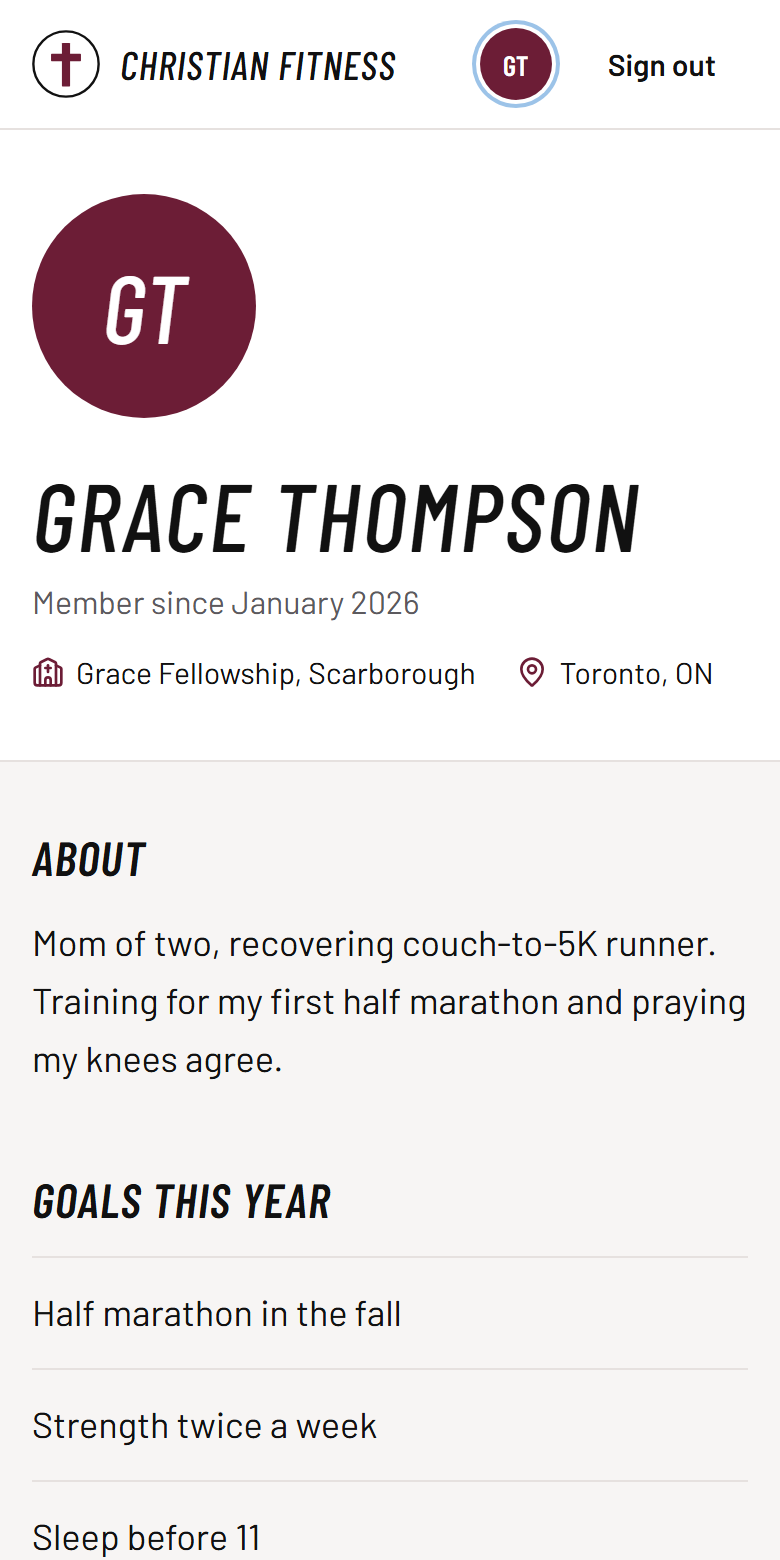 CHRISTIAN FITNESS
GT
Sign out
GT
GRACE THOMPSON
Member since January 2026
Grace Fellowship, Scarborough
Toronto, ON
ABOUT
Mom of two, recovering couch-to-5K runner.
Training for my first half marathon and praying
my knees agree.
GOALS THIS YEAR
Half marathon in the fall
Strength twice a week
Sleep before 11